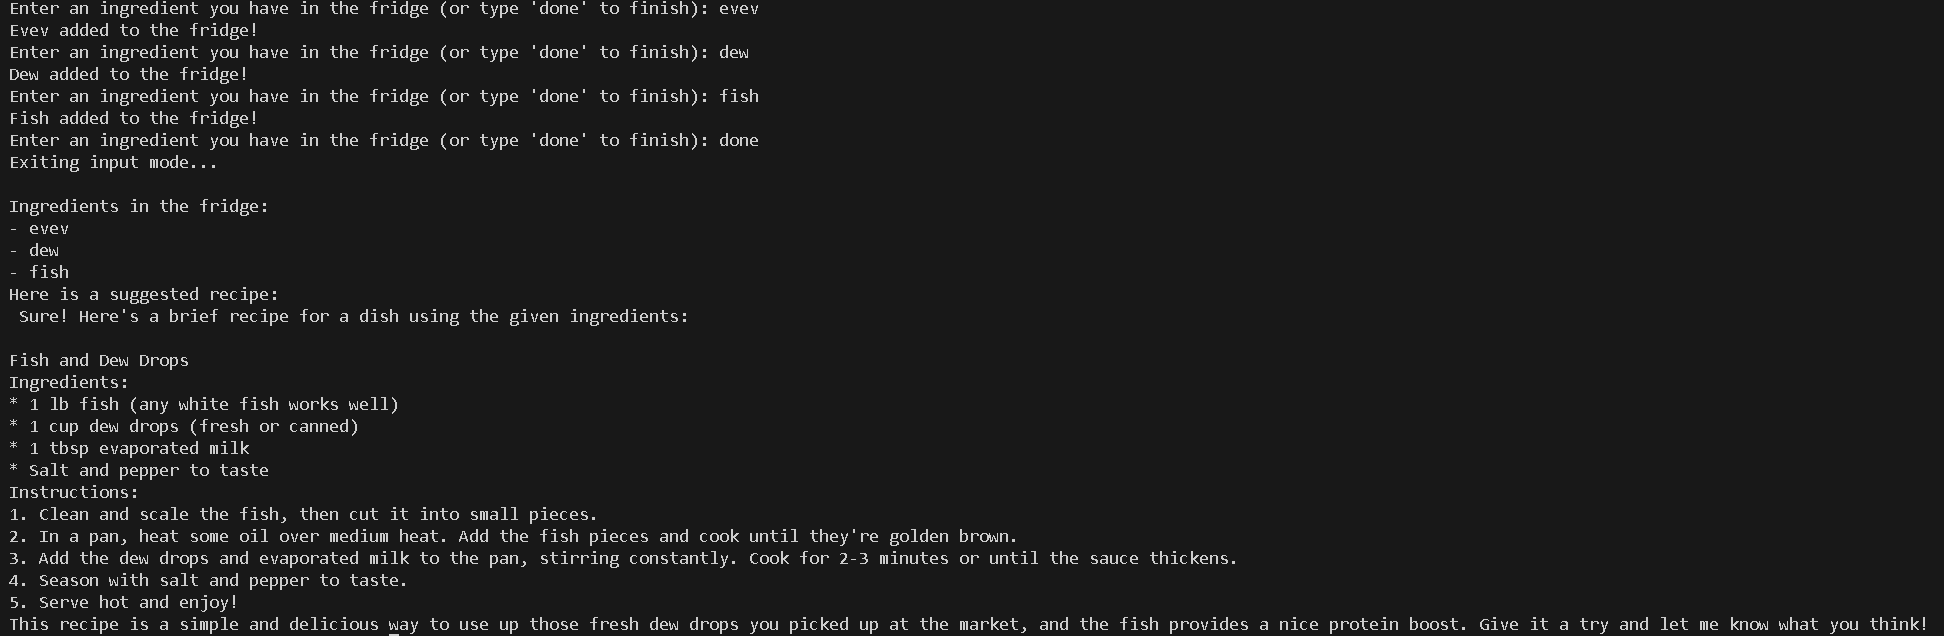 Enter an ingredient you have in the fridge (or type 'done' to finish): evev
Evev added to the fridge!
Enter an ingredient you have in the fridge (or type 'done' to finish): dew
Dew added to the fridge!
Enter an ingredient you have in the fridge (or type 'done' to finish): fish
Fish added to the fridge!
Enter an ingredient you have in the fridge (or type 'done' to finish): done
Exiting input mode...
Ingredients in the fridge:
- evev
- dew
- fish
Here is a suggested recipe:
Sure! Here's a brief recipe for a dish using the given ingredients:
Fish and Dew Drops
Ingredients:
* 1 lb fish (any white fish works well)
* 1 cup dew drops (fresh or canned)
* 1 tbsp evaporated milk
* Salt and pepper to taste
Instructions:
1. Clean and scale the fish, then cut it into small pieces.
2. In a pan, heat some oil over medium heat. Add the fish pieces and cook until they're golden brown.
3. Add the dew drops and evaporated milk to the pan, stirring constantly. Cook for 2-3 minutes or until the sauce thickens.
4. Season with salt and pepper to taste.
5. Serve hot and enjoy!
This recipe is a simple and delicious way to use up those fresh dew drops you picked up at the market, and the fish provides a nice protein boost. Give it a try and let me know what you think!